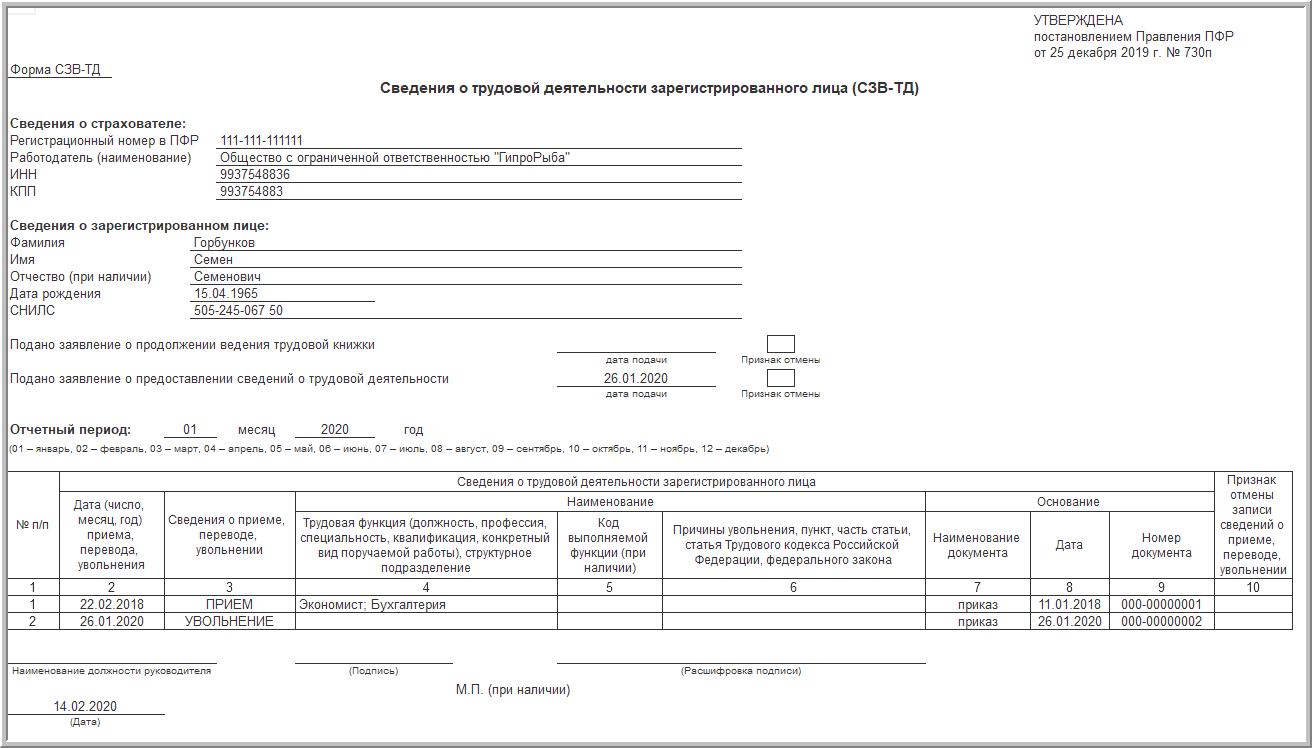 УТВЕРЖДЕНА
постановлением Правления ПФР
от 25 декабря 2019 г. № 730п
Форма СЗВ-ТД
Сведения о трудовой деятельности зарегистрированного лица (СЗВ-ТД)
Сведения о страхователе:
Регистрационный номер в ПФР 111-111-111111
Работодатель (наименование) Общество с ограниченной ответственностью "ГипроРыба"
ИНН 9937548836
КПП 993754883
Сведения о зарегистрированном лице:
Фамилия Горбунков
Имя Семен
Отчество (при наличии) Семенович
Дата рождения 15.04.1965
СНИЛС 505-245-067 50
Подано заявление о продолжении ведения трудовой книжки
дата подачи Признак отмены
Подано заявление о предоставлении сведений о трудовой деятельности 26.01.2020
дата подачи Признак отмены
Отчетный период: 01 месяц 2020 год
(01 – январь, 02 – февраль, 03 – март, 04 – апрель, 05 – май, 06 – июнь, 07 – июль, 08 – август, 09 – сентябрь, 10 – октябрь, 11 – ноябрь, 12 – декабрь)
№ п/п
Сведения о трудовой деятельности зарегистрированного лица
Дата (число,
месяц, год)
приема,
перевода,
увольнения
Сведения о приеме,
переводе,
увольнении
Наименование
Трудовая функция (должность, профессия,
специальность, квалификация, конкретный
вид поручаемой работы), структурное
подразделение
Код
выполняемой
функции (при
наличии)
Причины увольнения, пункт, часть статьи,
статья Трудового кодекса Российской
Федерации, федерального закона
Основание
Наименование
документа
Дата
Номер
документа
Признак
отмены
записи
сведений о
приеме,
переводе,
увольнении
1 2 3 4 5 6 7 8 9 10
1 22.02.2018 ПРИЕМ Экономист; Бухгалтерия приказ 11.01.2018 000-00000001
2 26.01.2020 УВОЛЬНЕНИЕ приказ 26.01.2020 000-00000002
Наименование должности руководителя (Подпись) (Расшифровка подписи)
М.П. (при наличии)
14.02.2020
(Дата)